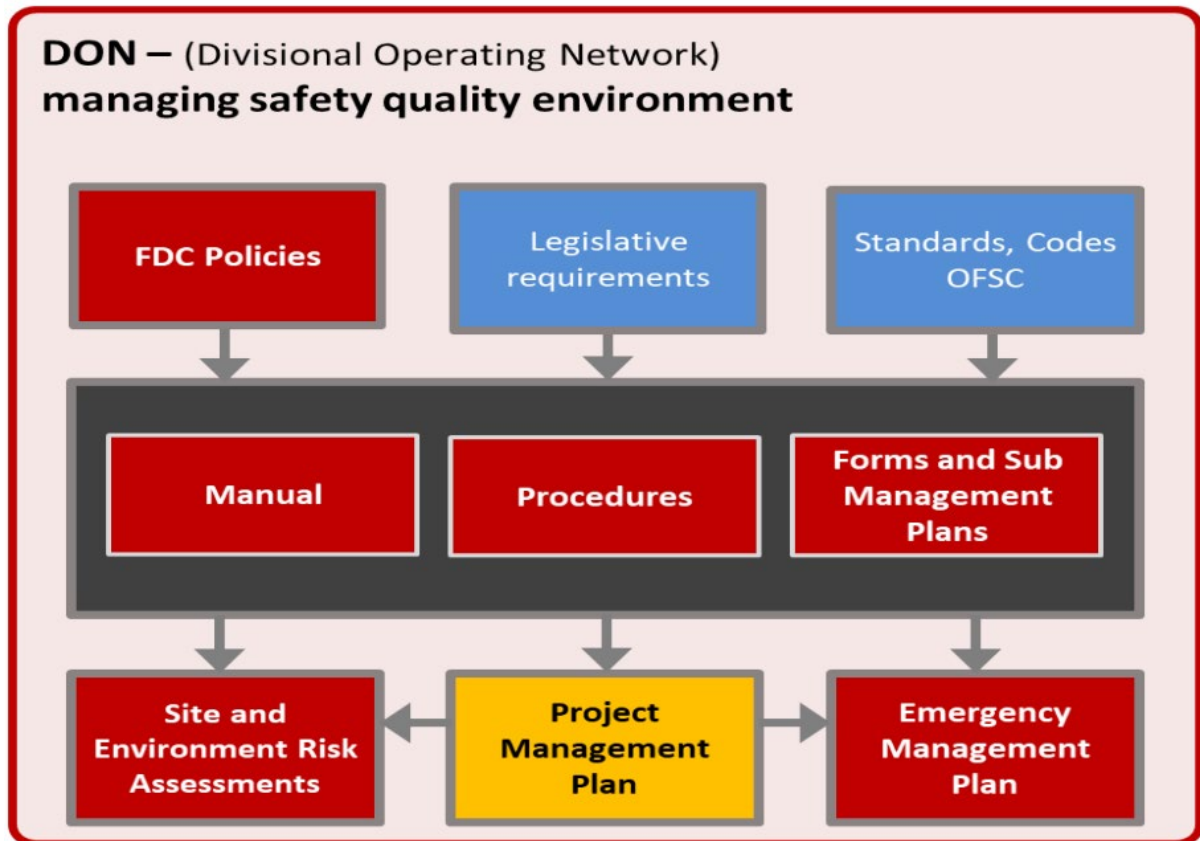 DON – (Divisional Operating Network)
managing safety quality environment
FDC Policies
Legislative
requirements
Standards, Codes
OFSC
Manual
Procedures
Forms and Sub
Management
Plans
Site and
Environment Risk
Assessments
Project
Management
Plan
Emergency
Management
Plan